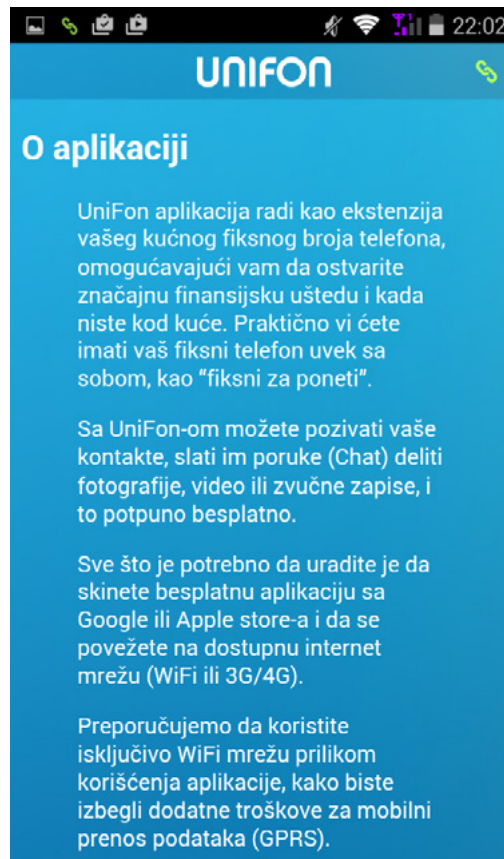 22:02
UNIFON
O aplikaciji
UniFon aplikacija radi kao ekstenzija
vašeg kućnog fiksnog broja telefona,
omogućavajući vam da ostvarite
značajnu finansijsku uštedu i kada
niste kod kuće. Praktično vi ćete
imati vaš fiksni telefon uvek sa
sobom, kao “fiksni za poneti”.
Sa UniFon-om možete pozivati vaše
kontakte, slati im poruke (Chat) deliti
fotografije, video ili zvučne zapise, i
to potpuno besplatno.
Sve što je potrebno da uradite je da
skinete besplatnu aplikaciju sa
Google ili Apple store-a i da se
povežete na dostupnu internet
mrežu (WiFi ili 3G/4G).
Preporučujemo da koristite
isključivo WiFi mrežu prilikom
korišćenja aplikacije, kako biste
izbegli dodatne troškove za mobilni
prenos podataka (GPRS).